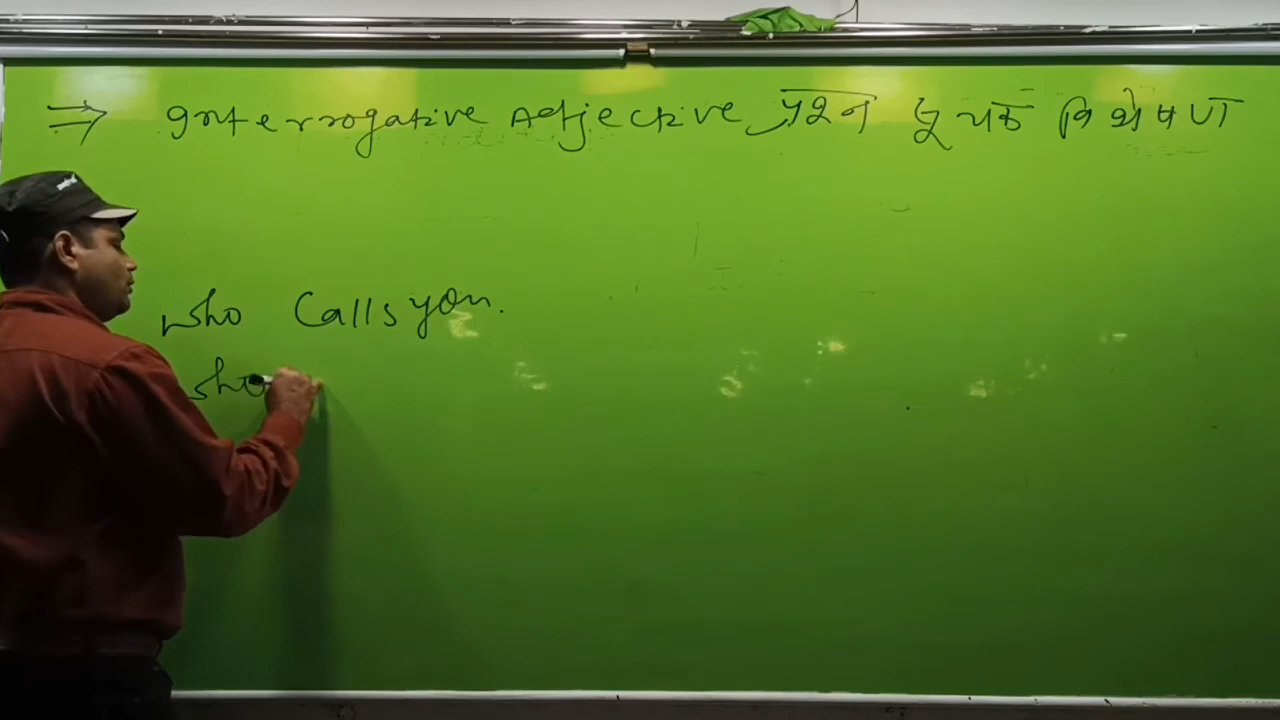 ⇒ Interrogative Adjective प्रश्न सूचक विशेषण
who Calls you.
who